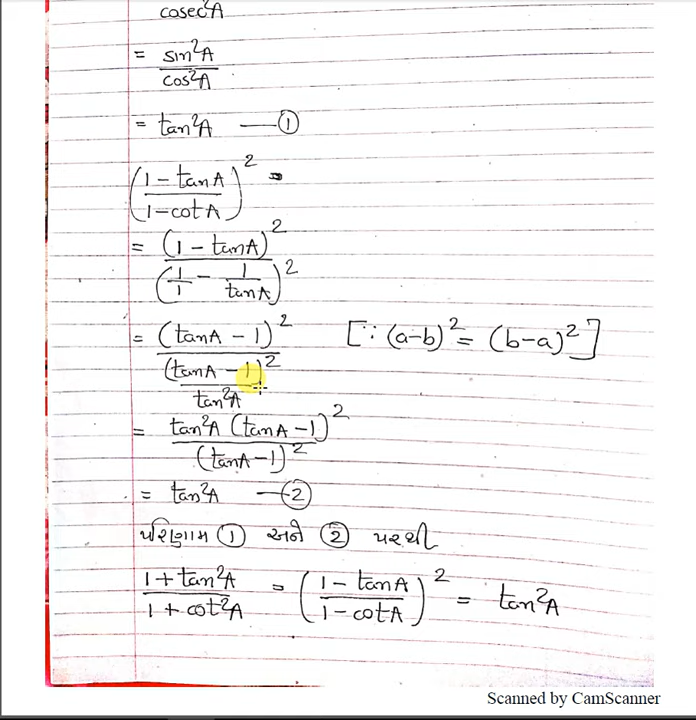 cosec²A
= sin²A / cos²A
= tan²A — ①
((1 - tanA) / (1 - cotA))² =
= (1 - tanA)² / (1/1 - 1/tanA)²
= (tanA - 1)² / ((tanA - 1)² / tan²A) [∵ (a-b)² = (b-a)²]
= tan²A (tanA - 1)² / (tanA - 1)²
= tan²A — ②
પરિણામ ① અને ② પરથી
(1 + tan²A) / (1 + cot²A) = ((1 - tanA) / (1 - cotA))² = tan²A
Scanned by CamScanner